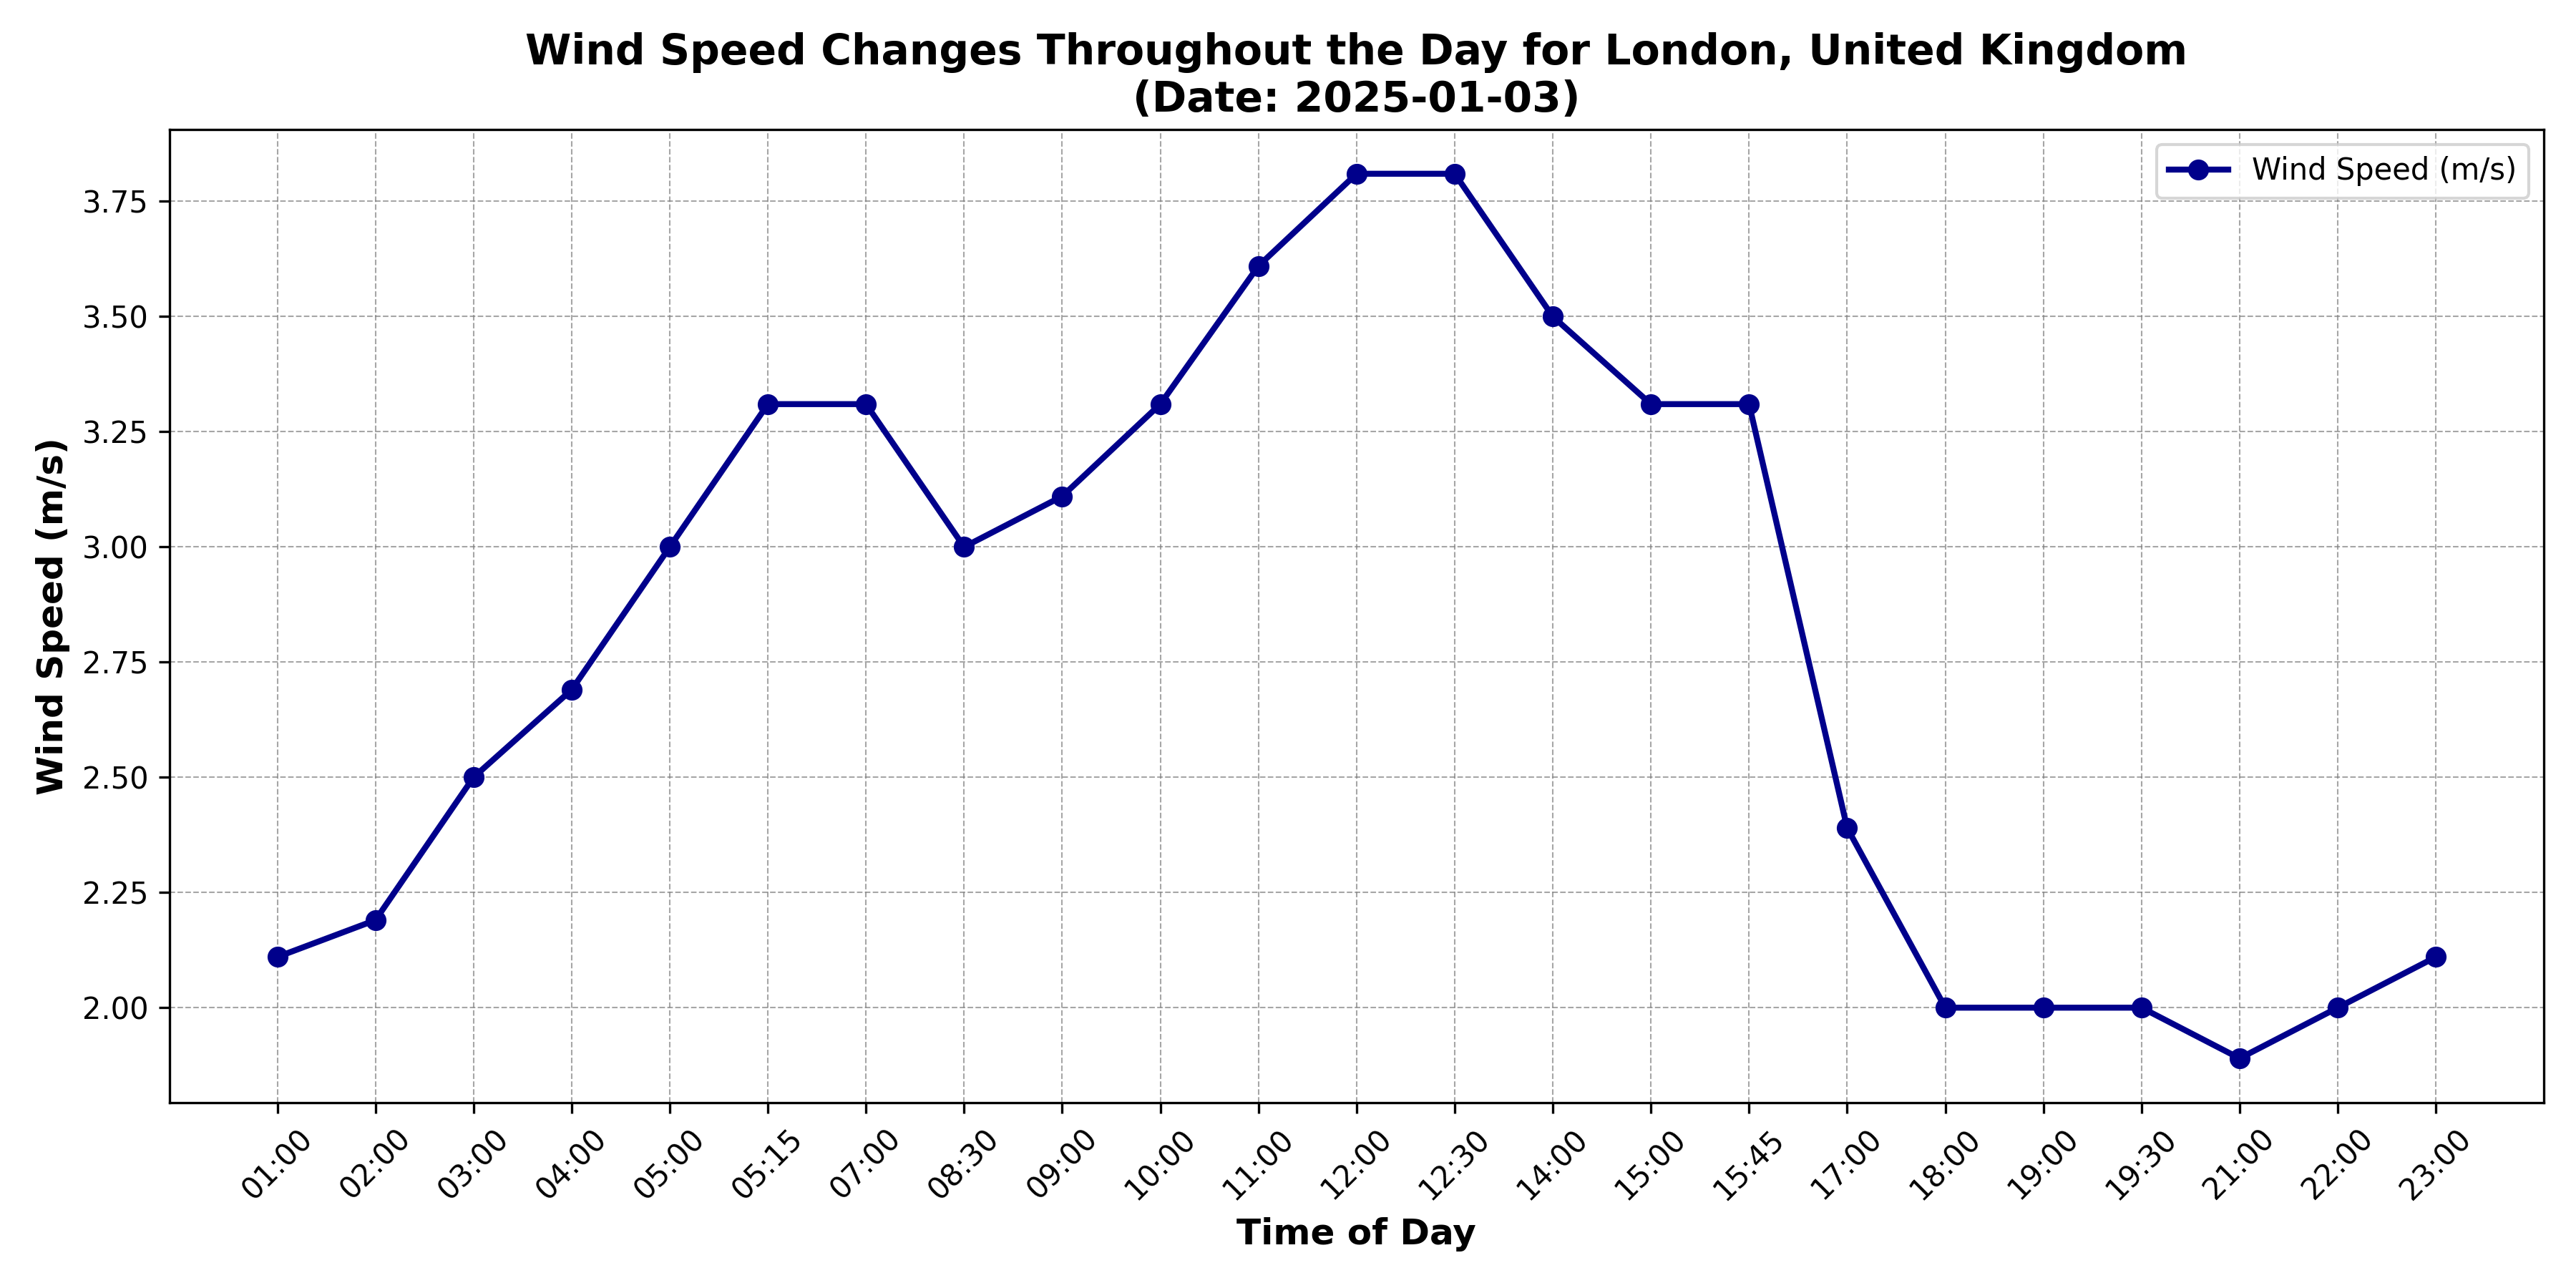 Wind Speed Changes Throughout the Day for London, United Kingdom
(Date: 2025-01-03)
Wind Speed (m/s)
Wind Speed (m/s)
3.75
3.50
3.25
3.00
2.75
2.50
2.25
2.00
01:00 02:00 03:00 04:00 05:00 05:15 07:00 08:30 09:00 10:00 11:00 12:00 12:30 14:00 15:00 15:45 17:00 18:00 19:00 19:30 21:00 22:00 23:00
Time of Day